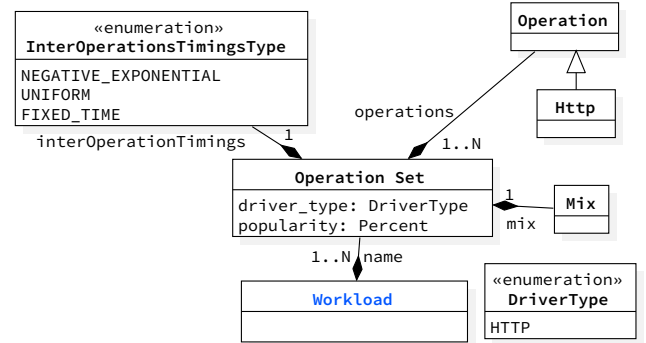 «enumeration»
InterOperationsTimingsType
NEGATIVE_EXPONENTIAL
UNIFORM
FIXED_TIME
Operation
Http
operations
1..N
interOperationTimings
1
Operation Set
driver_type: DriverType
popularity: Percent
1
mix
Mix
1..N name
Workload
«enumeration»
DriverType
HTTP